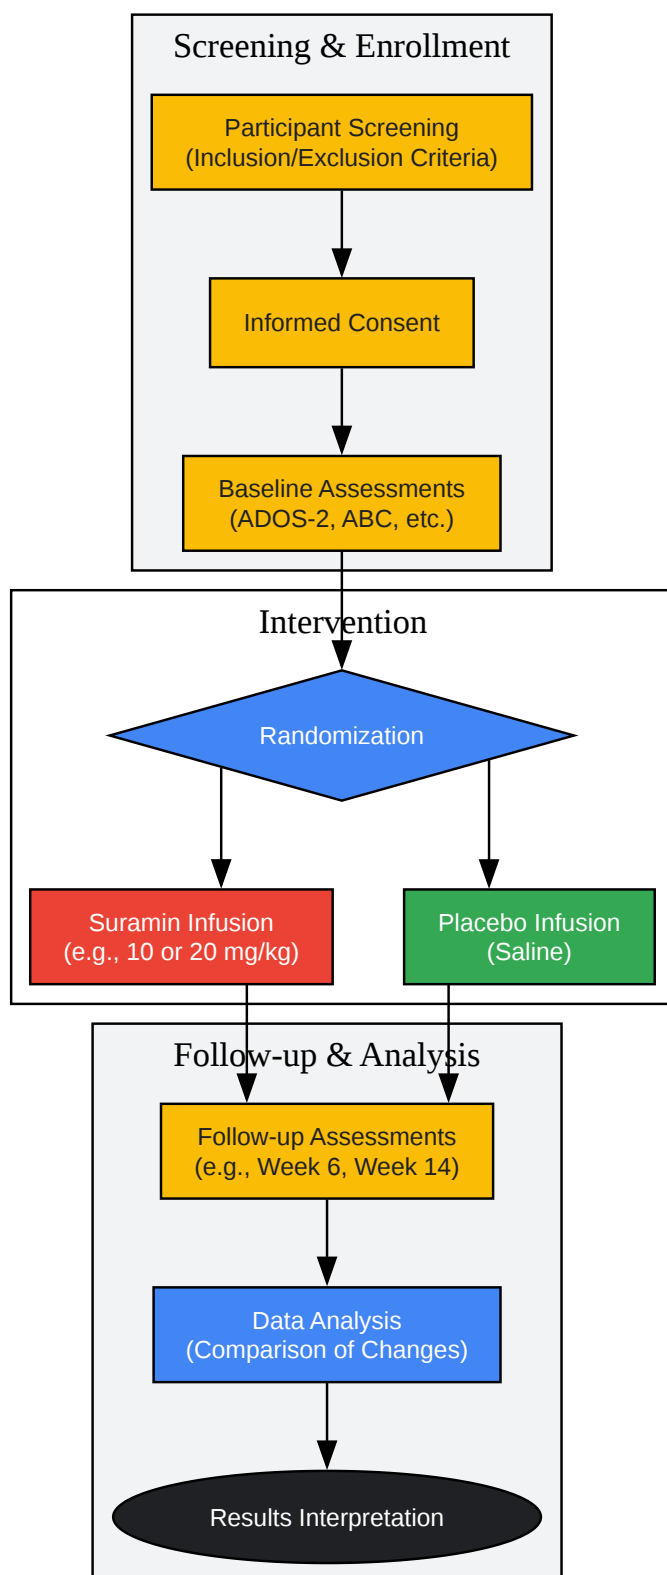 Screening & Enrollment
Participant Screening
(Inclusion/Exclusion Criteria)
Informed Consent
Baseline Assessments
(ADOS-2, ABC, etc.)
Intervention
Randomization
Suramin Infusion
(e.g., 10 or 20 mg/kg)
Placebo Infusion
(Saline)
Follow-up & Analysis
Follow-up Assessments
(e.g., Week 6, Week 14)
Data Analysis
(Comparison of Changes)
Results Interpretation